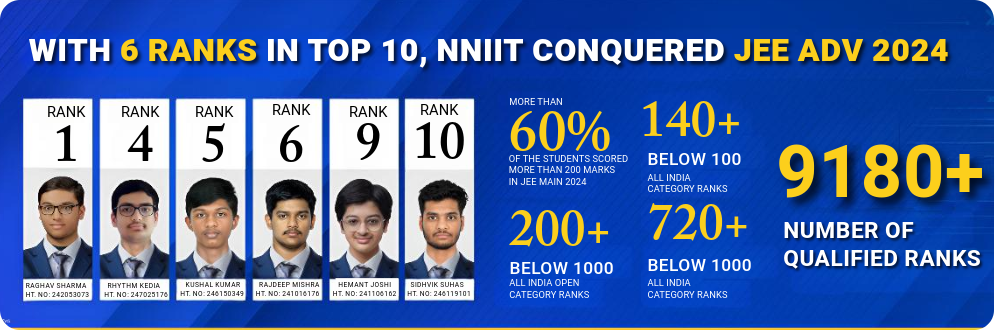 WITH 6 RANKS IN TOP 10, NNIIT CONQUERED JEE ADV 2024
RANK
1
RAGHAV SHARMA
HT. NO: 242053073
RANK
4
RHYTHM KEDIA
HT. NO: 247025176
RANK
5
KUSHAL KUMAR
HT. NO: 246150349
RANK
6
RAJDEEP MISHRA
HT. NO: 241016176
RANK
9
HEMANT JOSHI
HT. NO: 241106162
RANK
10
SIDHVIK SUHAS
HT. NO: 246119101
MORE THAN
60%
OF THE STUDENTS SCORED
MORE THAN 200 MARKS
IN JEE MAIN 2024
140+
BELOW 100
ALL INDIA
CATEGORY RANKS
200+
BELOW 1000
ALL INDIA OPEN
CATEGORY RANKS
720+
BELOW 1000
ALL INDIA
CATEGORY RANKS
9180+
NUMBER OF
QUALIFIED RANKS